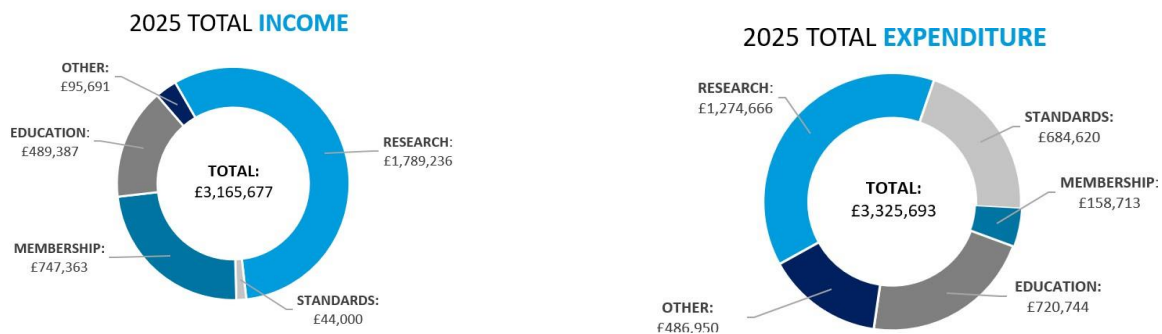 2025 TOTAL INCOME
OTHER:
£95,691
EDUCATION:
£489,387
RESEARCH:
£1,789,236
TOTAL:
£3,165,677
MEMBERSHIP:
£747,363
STANDARDS:
£44,000
2025 TOTAL EXPENDITURE
RESEARCH:
£1,274,666
STANDARDS:
£684,620
MEMBERSHIP:
£158,713
TOTAL:
£3,325,693
EDUCATION:
£720,744
OTHER:
£486,950